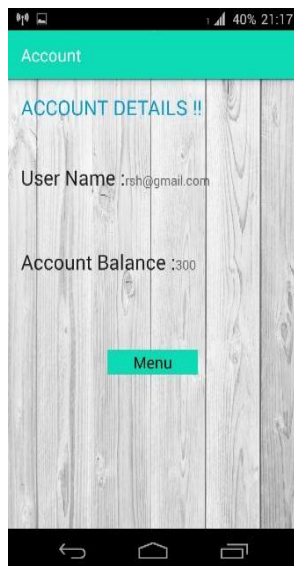 40% 21:17
Account
ACCOUNT DETAILS !!
User Name :rsh@gmail.com
Account Balance :300
Menu